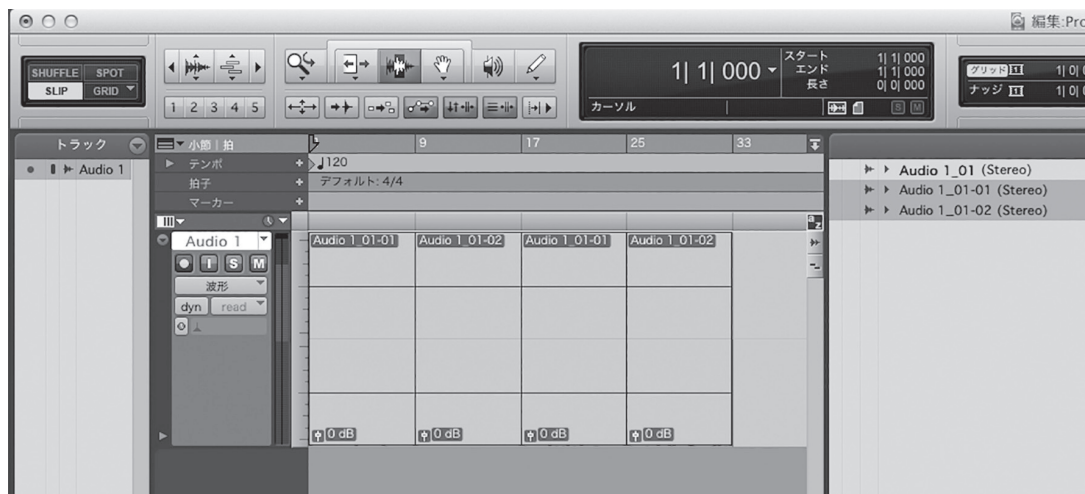 編集:Pro
SHUFFLE SPOT
SLIP GRID
1 2 3 4 5
1| 1| 000
スタート 1| 1| 000
エンド 1| 1| 000
長さ 0| 0| 000
カーソル
S M
グリッド 1| 0|
ナッジ 1| 0|
トラック
Audio 1
小節|拍
9 17 25 33
テンポ
120
拍子
デフォルト: 4/4
マーカー
a z
Audio 1
I S M
波形
dyn read
Audio 1_01-01 Audio 1_01-02 Audio 1_01-01 Audio 1_01-02
0 dB 0 dB 0 dB 0 dB
Audio 1_01 (Stereo)
Audio 1_01-01 (Stereo)
Audio 1_01-02 (Stereo)